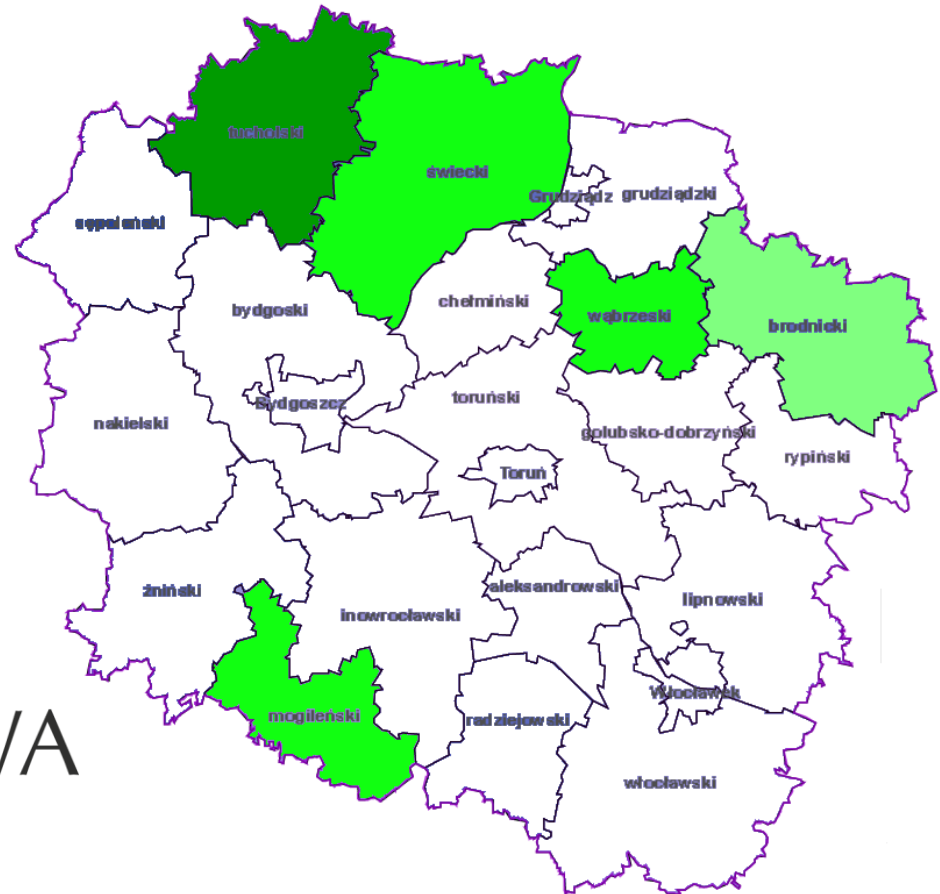 tucholski
świecki
Grudziądz
grudziądzki
sępoleński
bydgoski
chełmiński
wąbrzeski
brodnicki
Bydgoszcz
toruński
nakielski
golubsko-dobrzyński
rypiński
Toruń
żniński
aleksandrowski
lipnowski
inowrocławski
Włocławek
mogileński
radziejowski
/A
włocławski